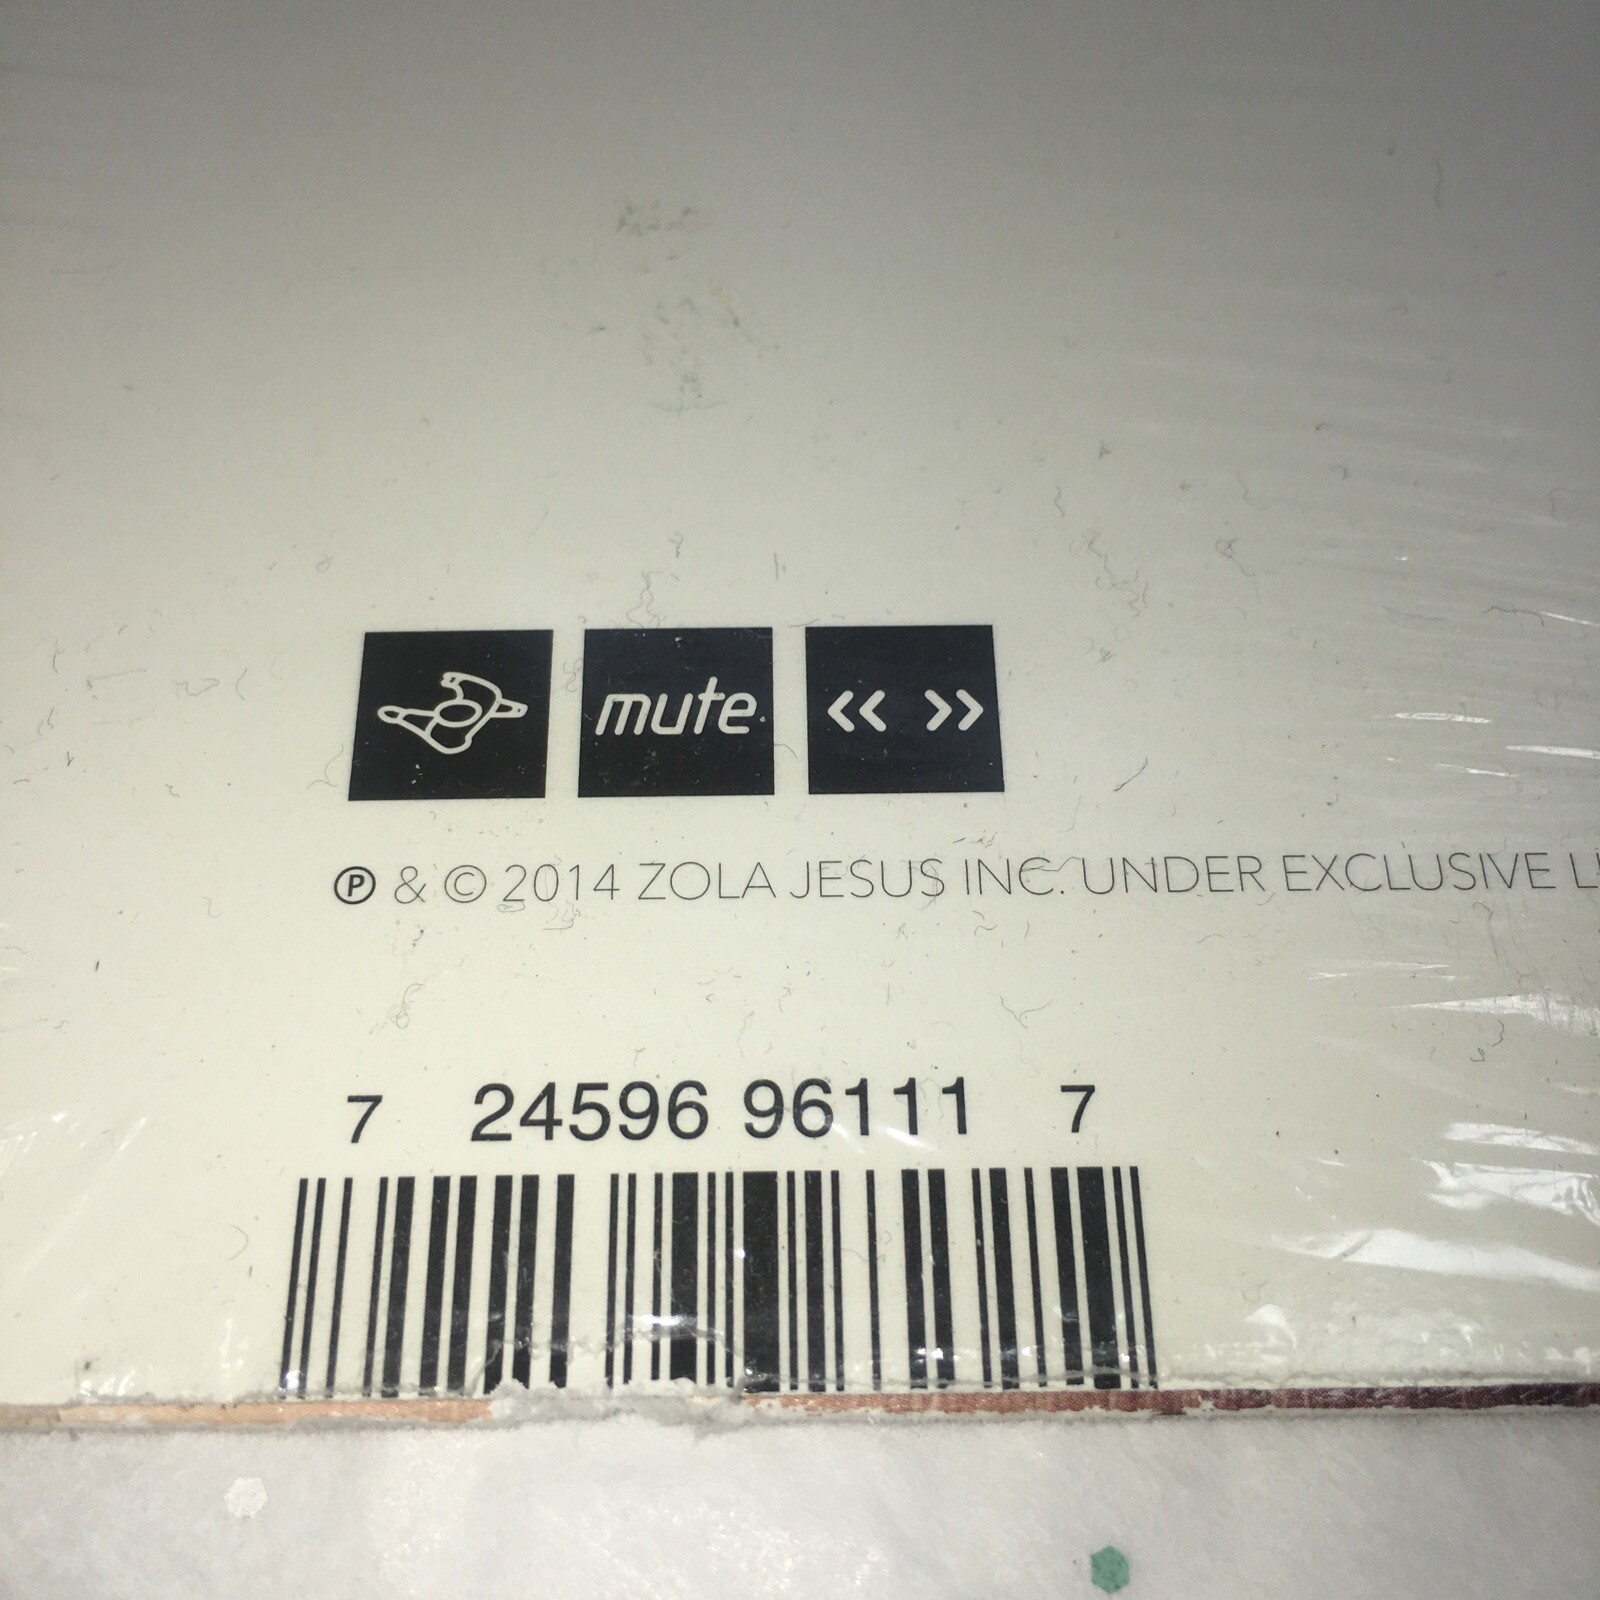 mute
<< >>
℗ & © 2014 ZOLA JESUS INC. UNDER EXCLUSIVE
7 24596 96111 7